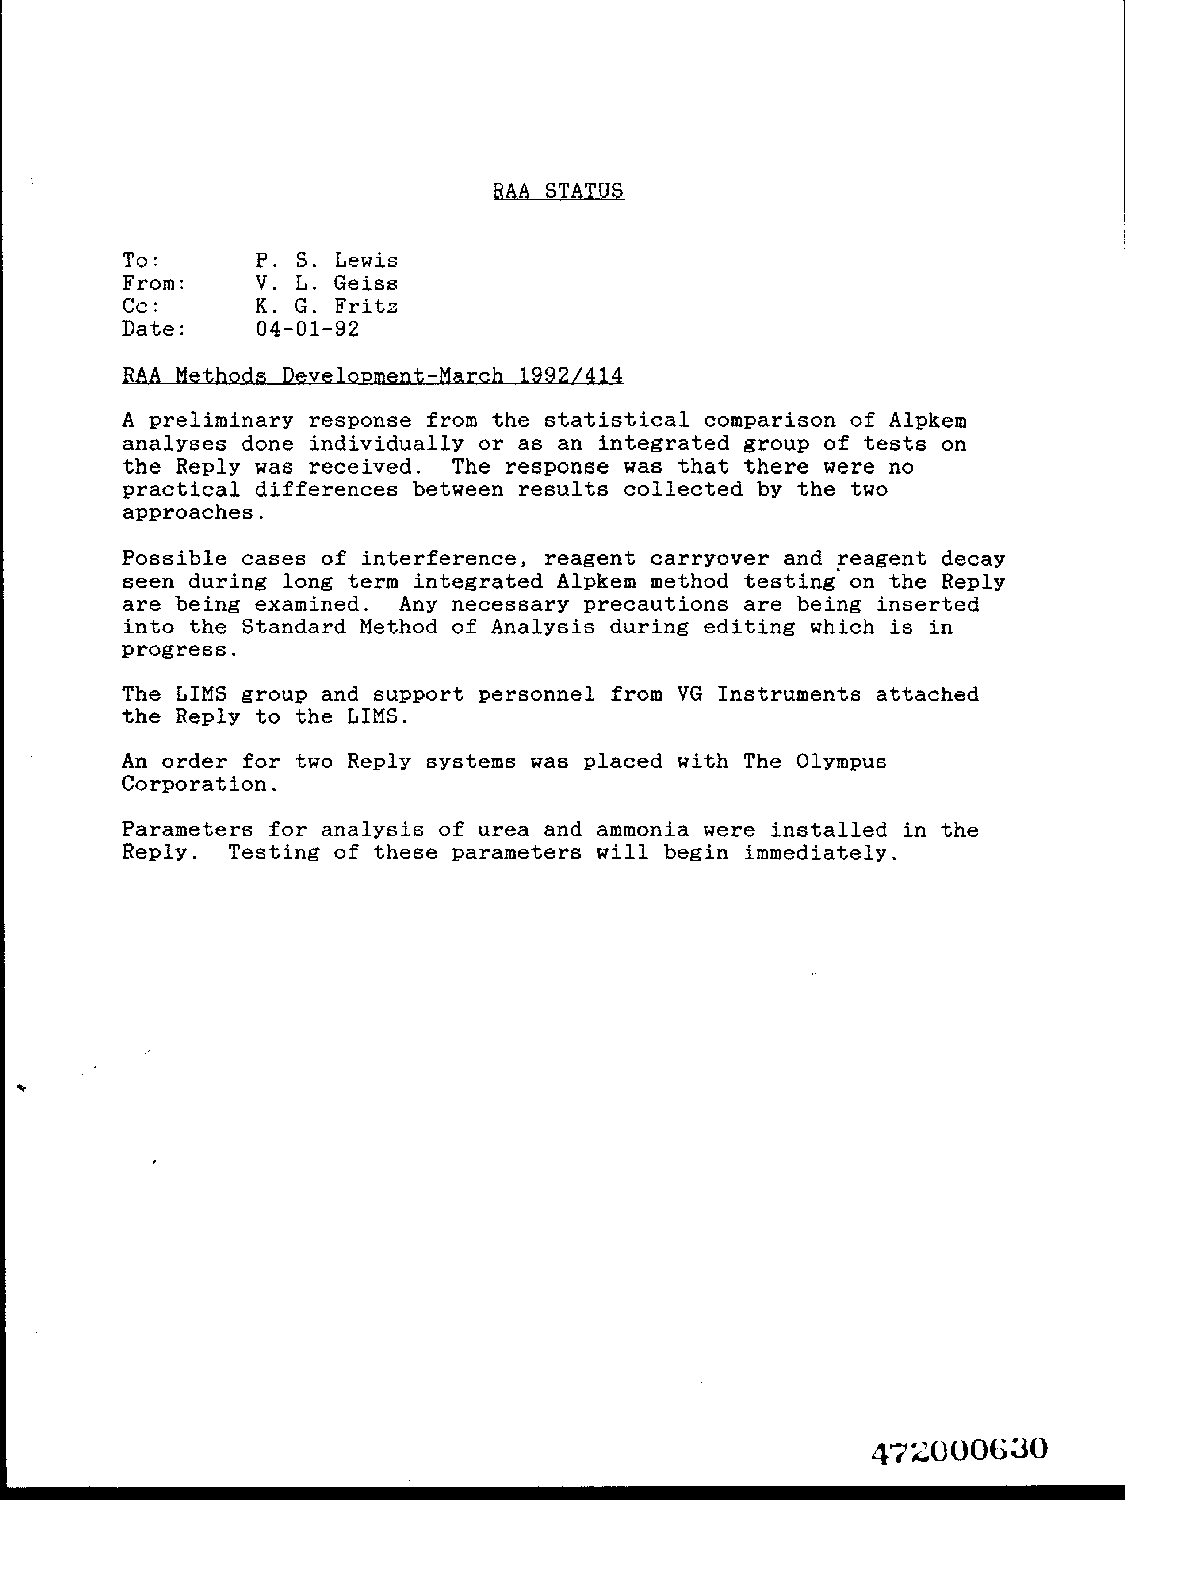 RAA STATUS
To: P. S. Lewis
From: V. L. Geiss
Cc: K. G. Fritz
Date: 04-01-92
RAA Methods Development-March 1992/414
A preliminary response from the statistical comparison of Alpkem
analyses done individually or as an integrated group of tests on
the Reply was received. The response was that there were no
practical differences between results collected by the two
approaches.
Possible cases of interference, reagent carryover and reagent decay
seen during long term integrated Alpkem method testing on the Reply
are being examined. Any necessary precautions are being inserted
into the Standard Method of Analysis during editing which is in
progress.
The LIMS group and support personnel from VG Instruments attached
the Reply to the LIMS.
An order for two Reply systems was placed with The Olympus
Corporation.
Parameters for analysis of urea and ammonia were installed in the
Reply. Testing of these parameters will begin immediately.
472000630